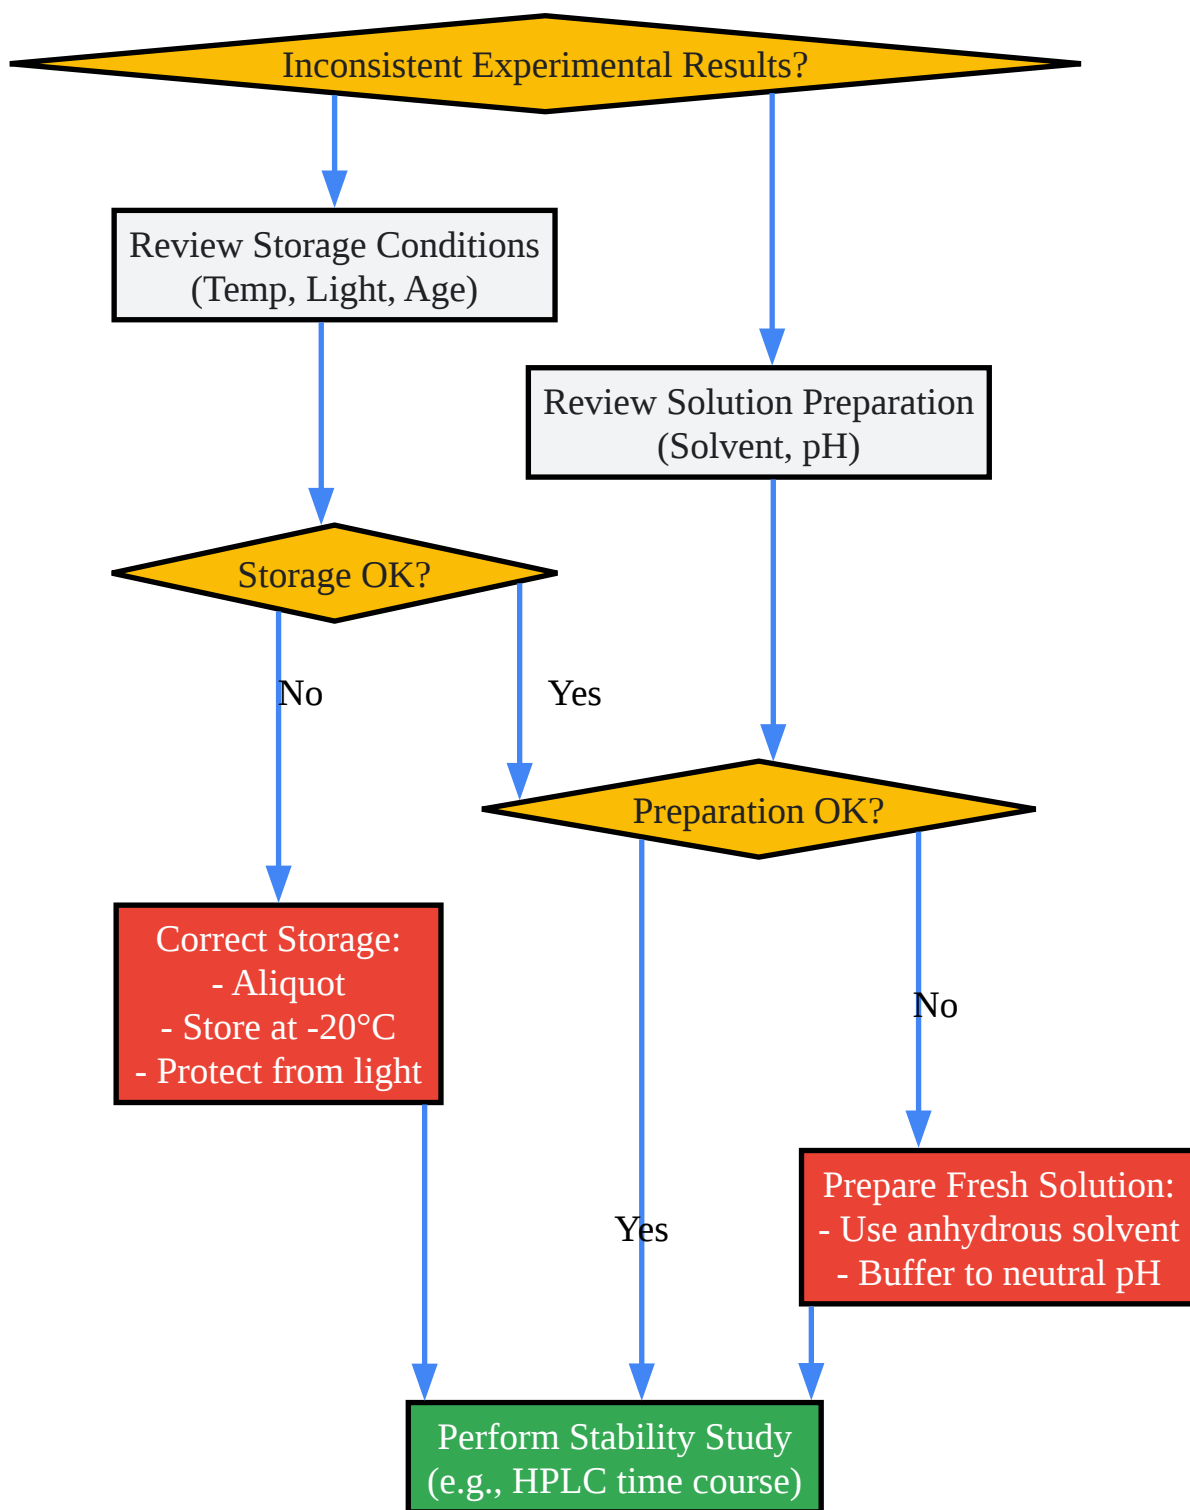 Inconsistent Experimental Results?
Review Storage Conditions
(Temp, Light, Age)
Review Solution Preparation
(Solvent, pH)
Storage OK?
No
Yes
Preparation OK?
Correct Storage:
- Aliquot
- Store at -20°C
- Protect from light
No
Yes
Prepare Fresh Solution:
- Use anhydrous solvent
- Buffer to neutral pH
Perform Stability Study
(e.g., HPLC time course)